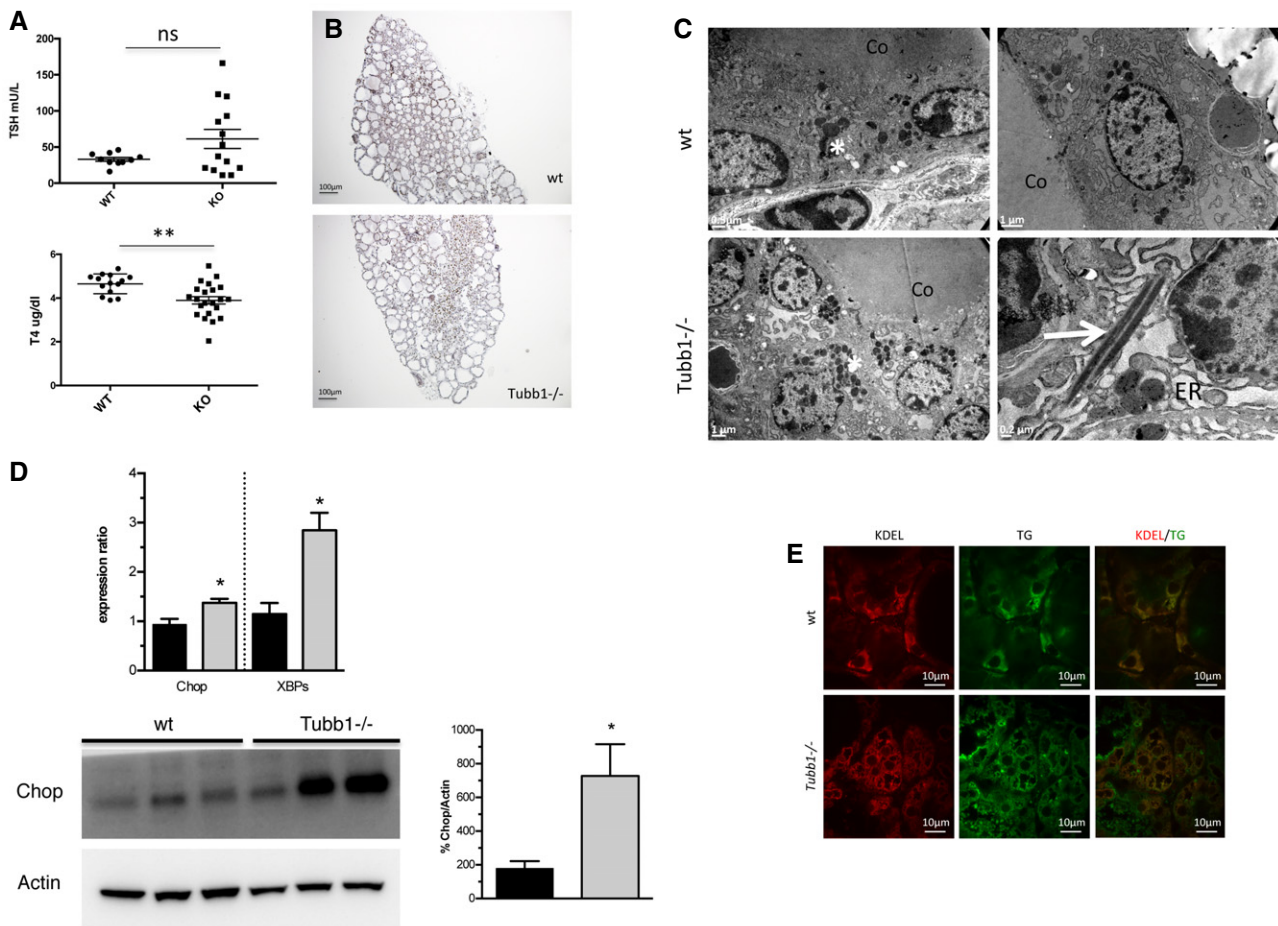 A
ns
TSH mU/L
200
150
100
50
0
WT
KO
**
T4 ug/dl
6
4
2
0
WT
KO
B
wt
100µm
Tubb1-/-
100µm
C
wt
Co
0.5µm
Co
1 µm
Tubb1-/-
Co
1 µm
ER
0.2 µm
D
expression ratio
4
3
2
1
0
*
*
Chop
XBPs
wt
Tubb1-/-
Chop
Actin
% Chop/Actin
1000
800
600
400
200
0
*
E
KDEL
TG
KDEL/TG
wt
10µm
10µm
10µm
Tubb1-/-
10µm
10µm
10µm